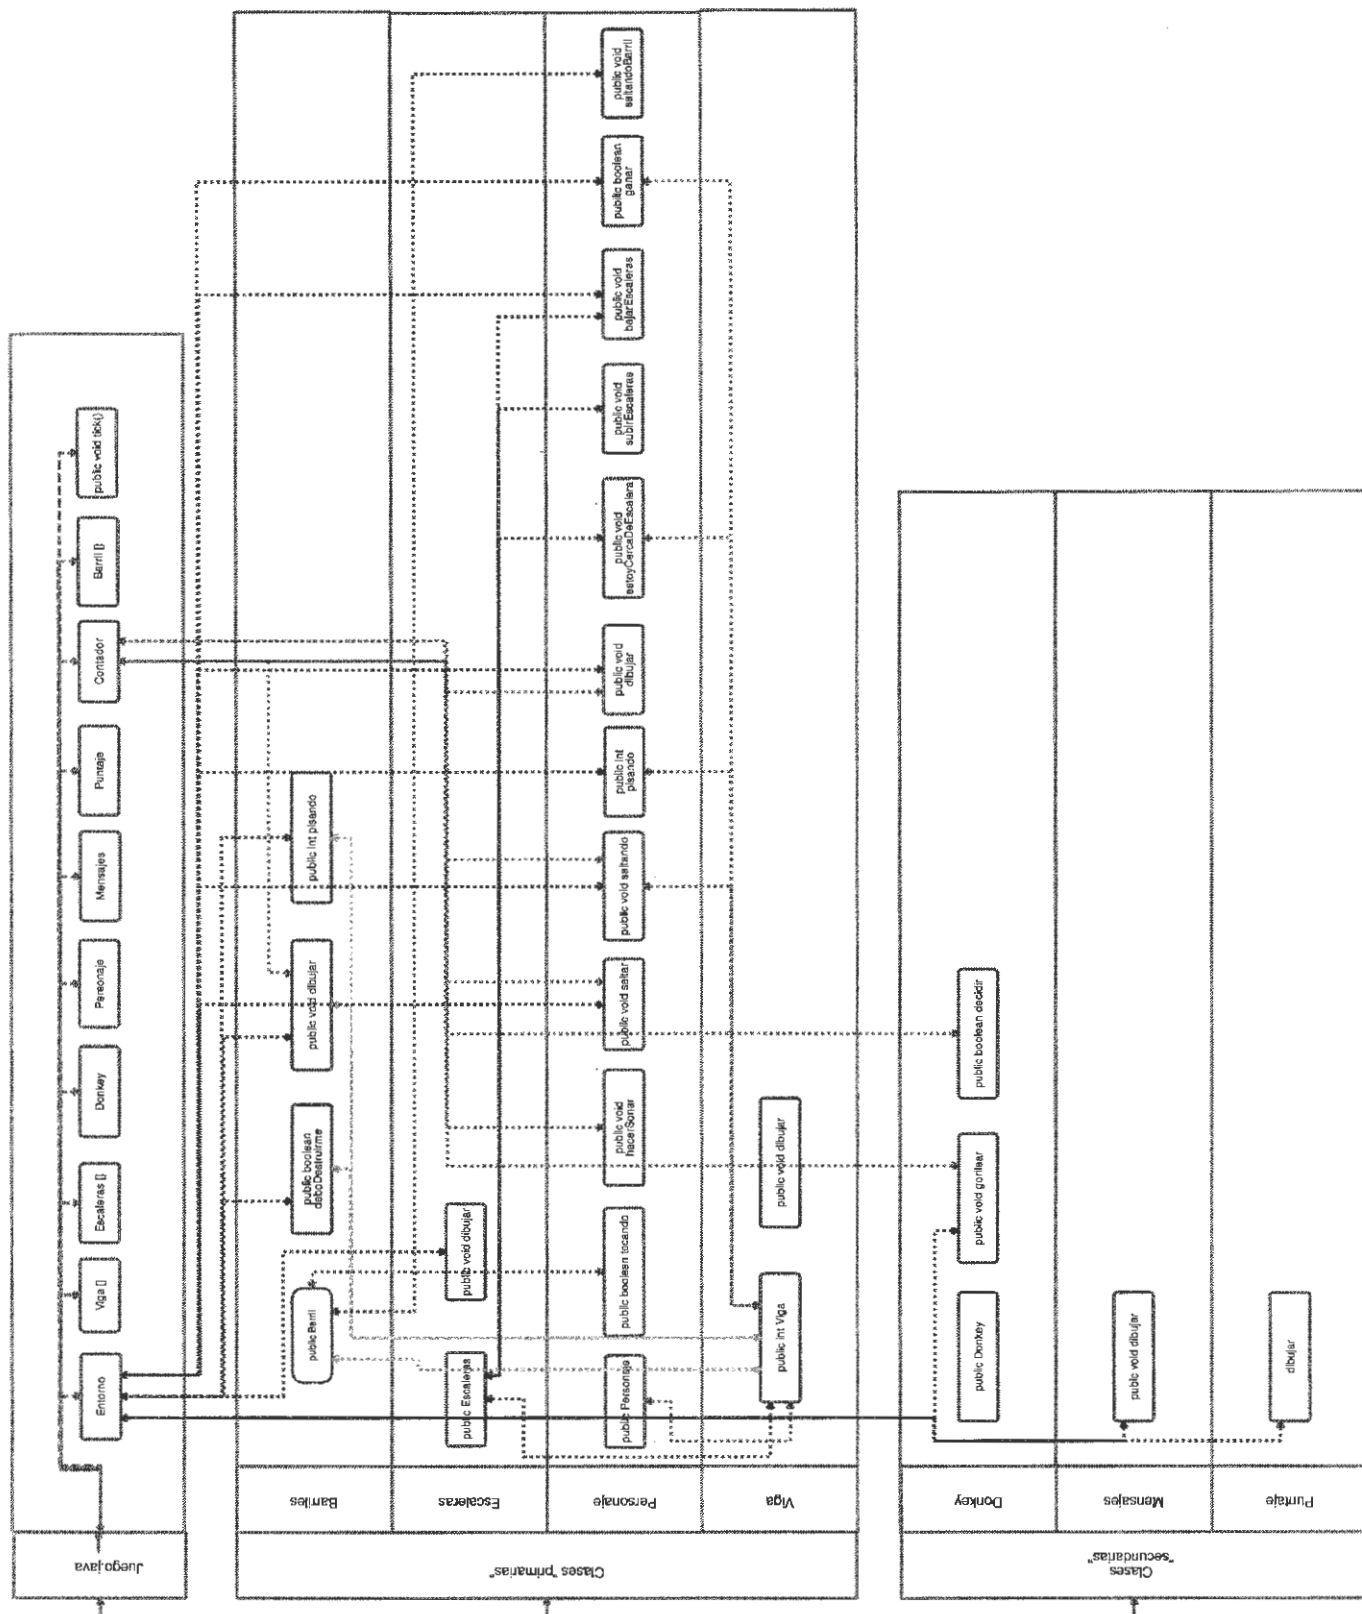 Juego.java
Entorno
Viga []
Escaleras []
Donkey
Personaje
Mensajes
Puntaje
Contador
Barril []
public void tick()
Clases "primarias"
Barriles
public Barril
public boolean
deboDestruirme
public void dibujar
public int pisando
Escaleras
public Escaleras
public void dibujar
Personaje
public Personaje
public boolean tocando
public void
hacerSonar
public void saltar
public void saltando
public int
pisando
public void
dibujar
public void
estoyCercaDeEscalera
public void
subirEscaleras
public void
bajarEscaleras
public boolean
ganar
public void
saltandoBarril
Viga
public int Viga
public void dibujar
Clases
"secundarias"
Donkey
public Donkey
public void gorilear
public boolean decidir
Mensajes
public void dibujar
Puntaje
dibujar